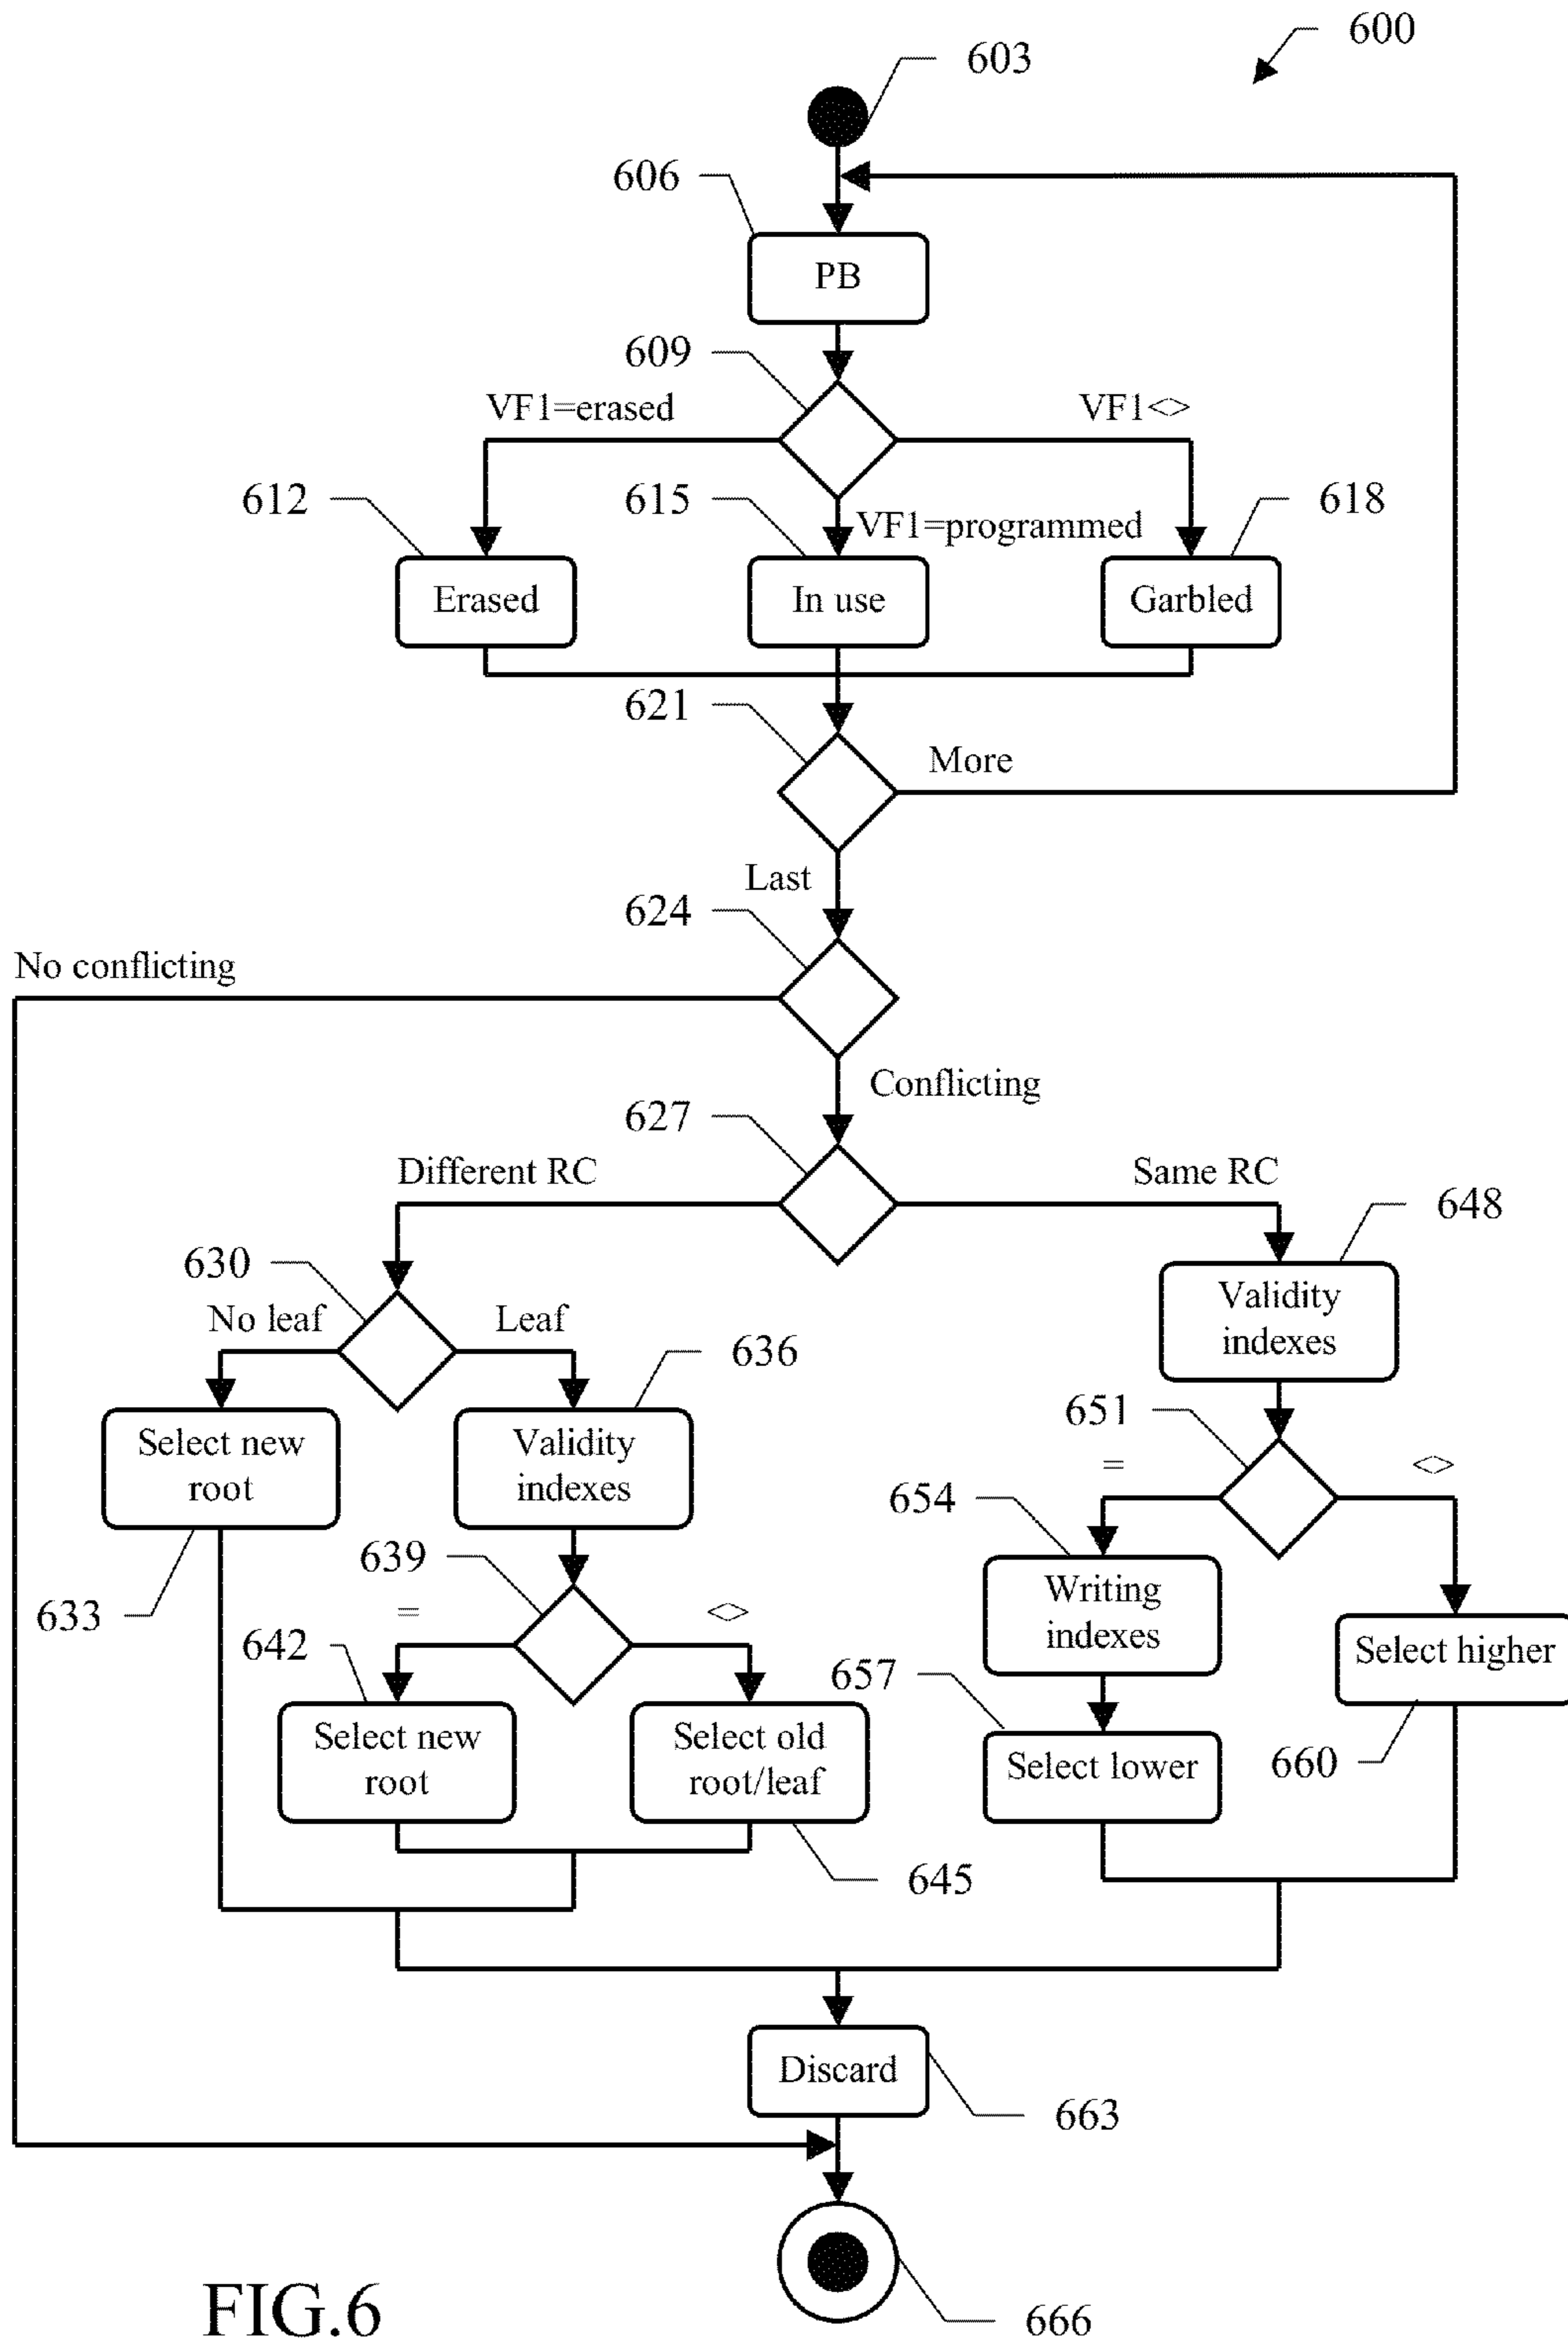 600
603
606
PB
609
VF1=erased
VF1<>
612
615
618
VF1=programmed
Erased
In use
Garbled
621
More
Last
624
No conflicting
Conflicting
627
Different RC
Same RC
648
630
No leaf
Leaf
Validity
indexes
636
651
Select new
root
Validity
indexes
=
<>
654
639
Writing
indexes
633
=
<>
642
Select higher
657
Select new
root
Select old
root/leaf
Select lower
660
645
Discard
663
666
FIG.6